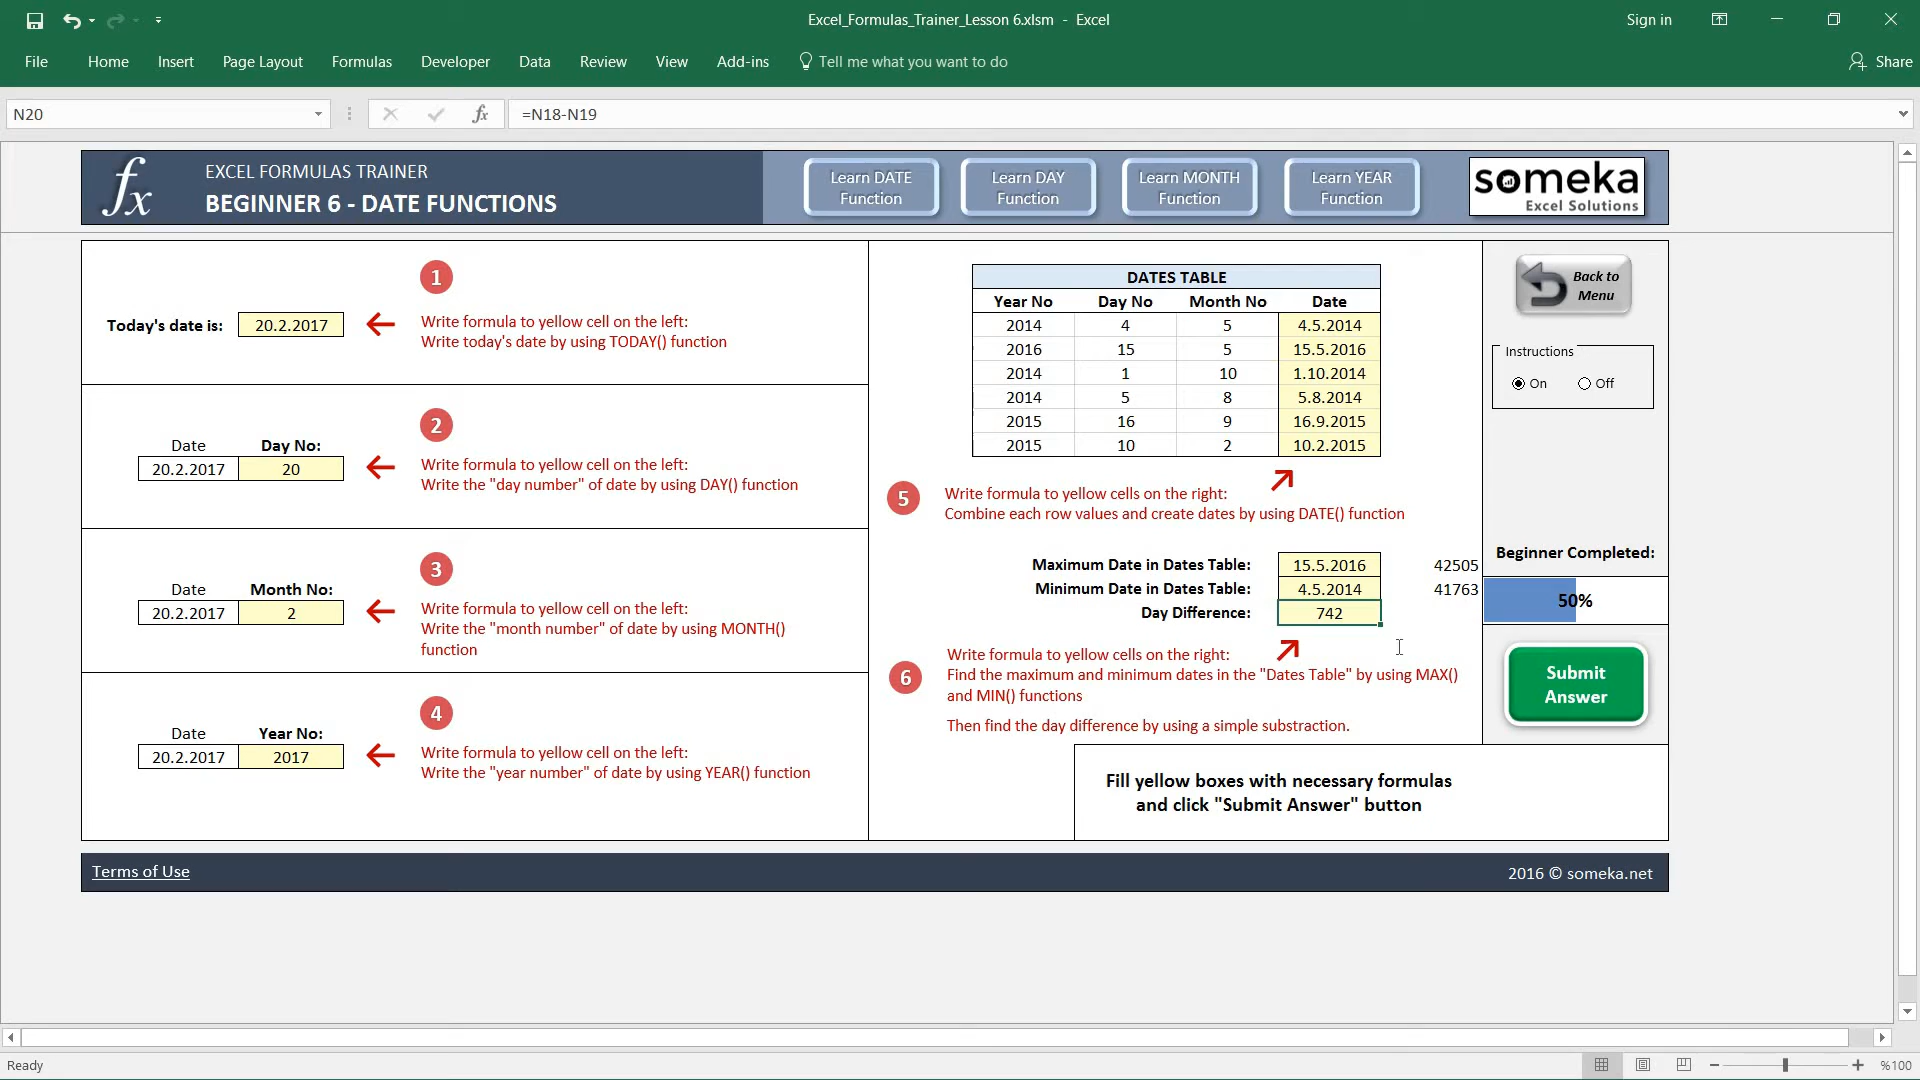 Excel_Formulas_Trainer_Lesson 6.xlsm - Excel
Sign in
File Home Insert Page Layout Formulas Developer Data Review View Add-ins Tell me what you want to do Share
N20 fx =N18-N19
fx
EXCEL FORMULAS TRAINER
BEGINNER 6 - DATE FUNCTIONS
Learn DATE
Function
Learn DAY
Function
Learn MONTH
Function
Learn YEAR
Function
someka
Excel Solutions
1
Today's date is: 20.2.2017
Write formula to yellow cell on the left:
Write today's date by using TODAY() function
2
Date Day No:
20.2.2017 20
Write formula to yellow cell on the left:
Write the "day number" of date by using DAY() function
3
Date Month No:
20.2.2017 2
Write formula to yellow cell on the left:
Write the "month number" of date by using MONTH()
function
4
Date Year No:
20.2.2017 2017
Write formula to yellow cell on the left:
Write the "year number" of date by using YEAR() function
DATES TABLE
Year No Day No Month No Date
2014 4 5 4.5.2014
2016 15 5 15.5.2016
2014 1 10 1.10.2014
2014 5 8 5.8.2014
2015 16 9 16.9.2015
2015 10 2 10.2.2015
5
Write formula to yellow cells on the right:
Combine each row values and create dates by using DATE() function
Maximum Date in Dates Table: 15.5.2016 42505
Minimum Date in Dates Table: 4.5.2014 41763
Day Difference: 742
6
Write formula to yellow cells on the right:
Find the maximum and minimum dates in the "Dates Table" by using MAX()
and MIN() functions
Then find the day difference by using a simple substraction.
Back to
Menu
Instructions
On Off
Beginner Completed:
50%
Submit
Answer
Fill yellow boxes with necessary formulas
and click "Submit Answer" button
Terms of Use
2016 © someka.net
Ready
%100